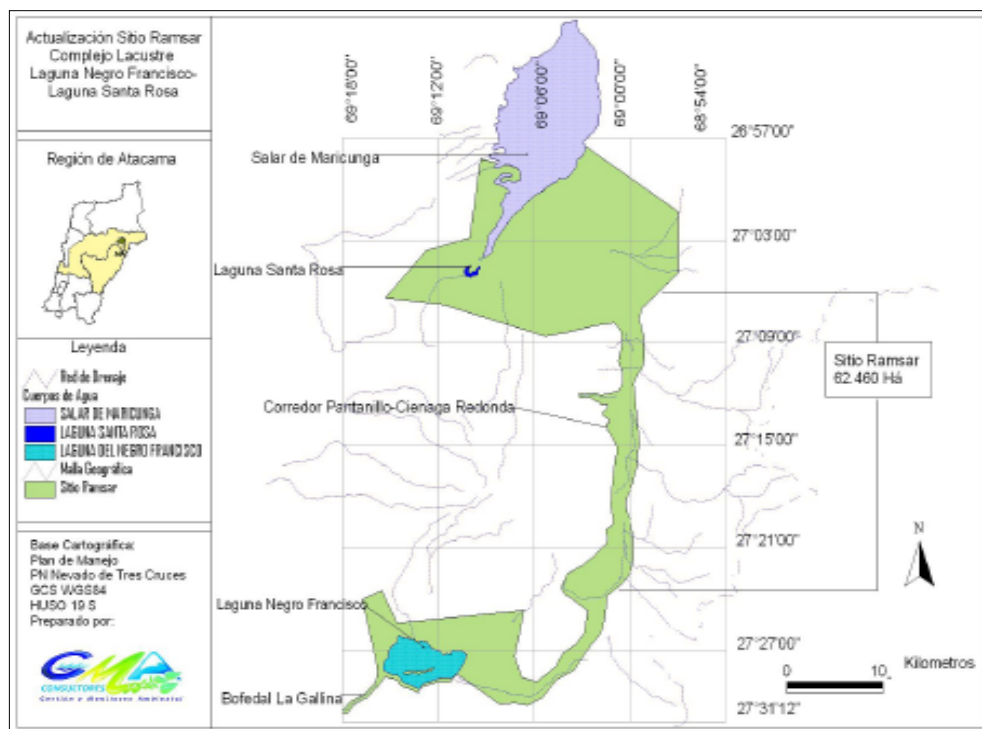 Actualización Sitio Ramsar
Complejo Lacustre
Laguna Negro Francisco-
Laguna Santa Rosa
Región de Atacama
Leyenda
Red de Drenaje
Cuerpos de Agua
SALAR DE MARICUNGA
LAGUNA SANTA ROSA
LAGUNA DEL NEGRO FRANCISCO
Malla Geográfica
Sitio Ramsar
Base Cartográfica:
Plan de Manejo
PN Nevado de Tres Cruces
GCS WGS84
HUSO 19 S
Preparado por:
GMA
CONSULTORES
Gestión y Monitoreo Ambiental
69°18'00"
69°12'00"
69°06'00"
69°00'00"
68°54'00"
26°57'00"
Salar de Maricunga
27°03'00"
Laguna Santa Rosa
27°09'00"
Sitio Ramsar
62.460 Há
Corredor Pantanillo-Cienaga Redonda
27°15'00"
N
27°21'00"
Laguna Negro Francisco
27°27'00"
0 10
Kilometros
Bofedal La Gallina
27°31'12"